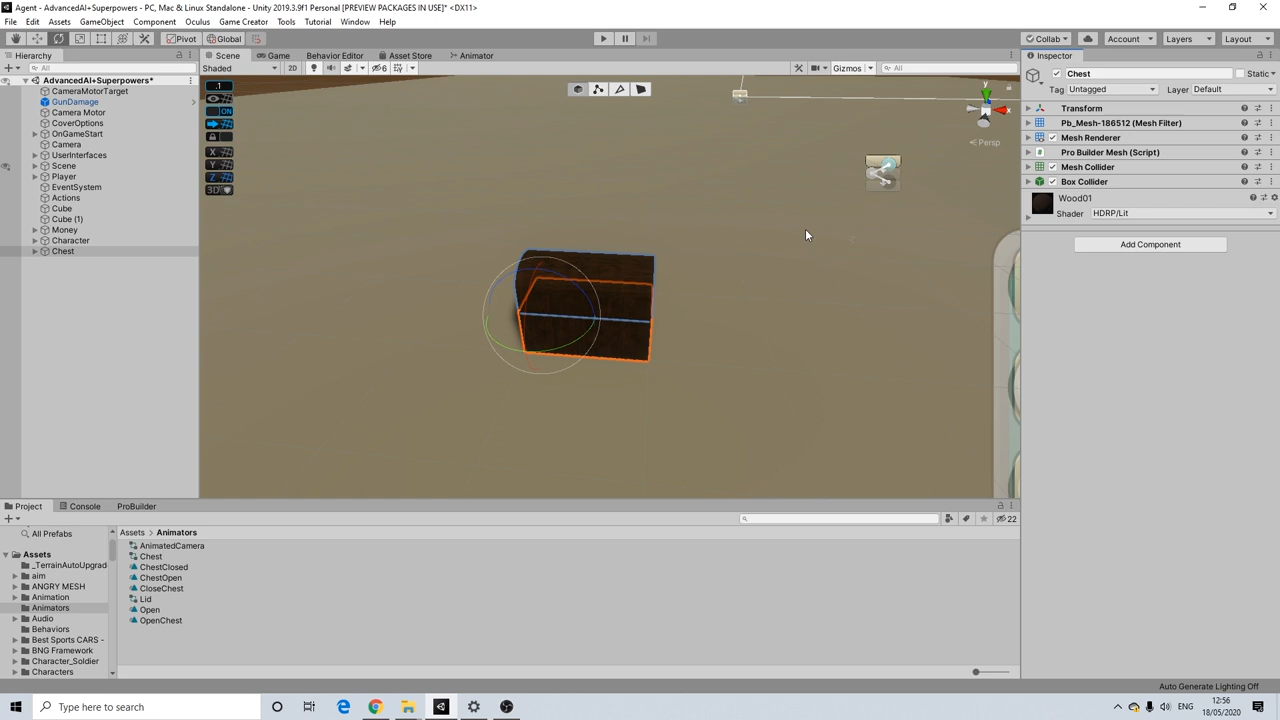 Agent - AdvancedAI+Superpowers - PC, Mac & Linux Standalone - Unity 2019.3.9f1 Personal [PREVIEW PACKAGES IN USE]* <DX11>
File Edit Assets GameObject Component Oculus Game Creator Tools Tutorial Window Help
Pivot Global Collab Account Layers Layout
Hierarchy
All
AdvancedAI+Superpowers*
CameraMotorTarget
GunDamage
Camera Motor
CoverOptions
OnGameStart
Camera
UserInterfaces
Scene
Player
EventSystem
Actions
Cube
Cube (1)
Money
Character
Chest
Scene Game Behavior Editor Asset Store Animator
Shaded 2D 6 Gizmos All
.1
ON
X
Y
Z
3D
y
x
Persp
Inspector
Chest Static
Tag Untagged Layer Default
Transform
Pb_Mesh-186512 (Mesh Filter)
Mesh Renderer
Pro Builder Mesh (Script)
Mesh Collider
Box Collider
Wood01
Shader HDRP/Lit
Add Component
Project Console ProBuilder
22
All Prefabs
Assets
_TerrainAutoUpgrad
aim
ANGRY MESH
Animation
Animators
Audio
Behaviors
Best Sports CARS -
BNG Framework
Character_Soldier
Characters
Assets > Animators
AnimatedCamera
Chest
ChestClosed
ChestOpen
CloseChest
Lid
Open
OpenChest
Auto Generate Lighting Off
Type here to search
ENG
12:56
18/05/2020